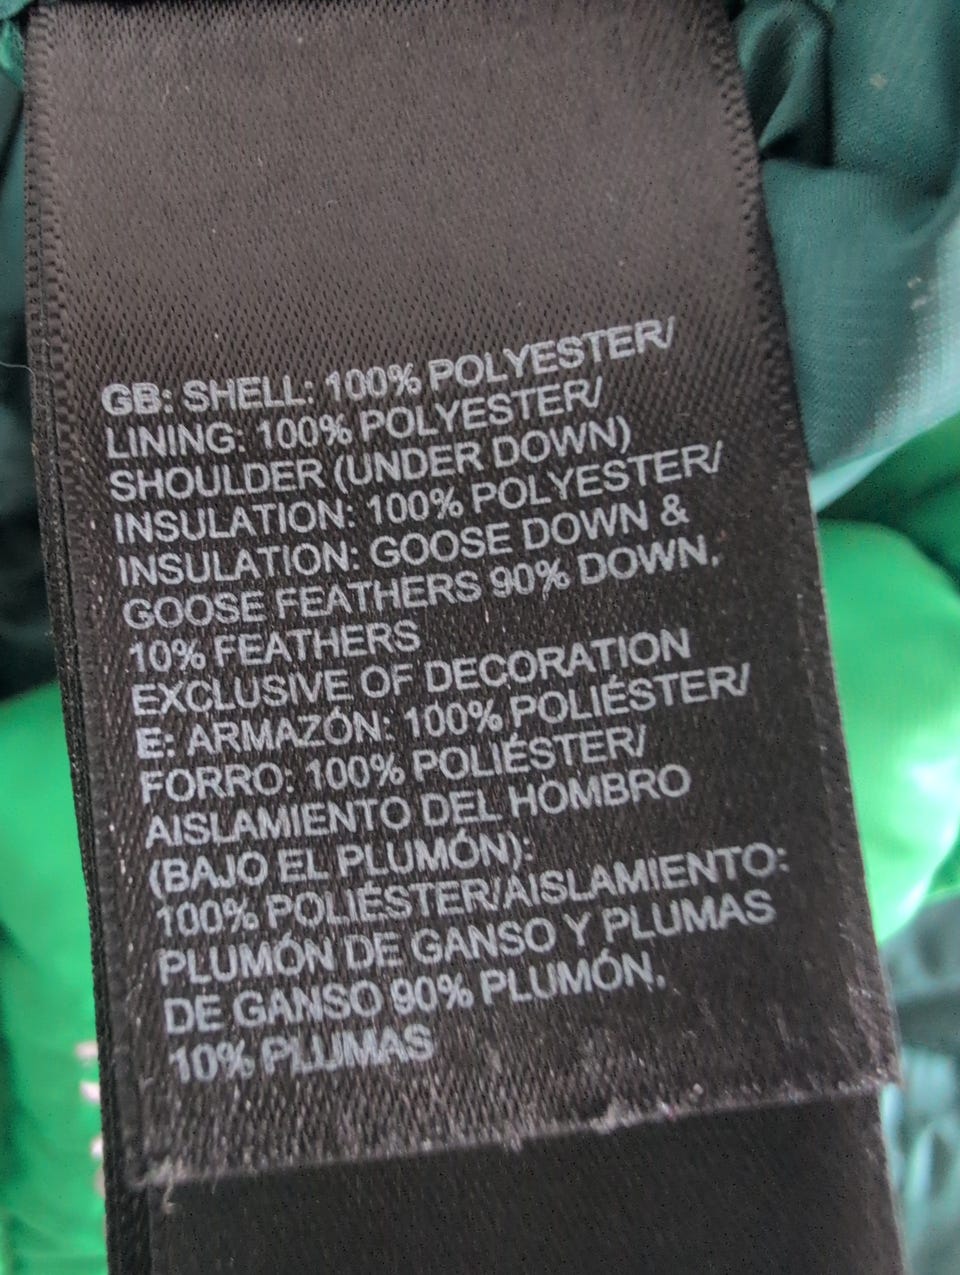 GB: SHELL: 100% POLYESTER/
LINING: 100% POLYESTER/
SHOULDER (UNDER DOWN)
INSULATION: 100% POLYESTER/
INSULATION: GOOSE DOWN &
GOOSE FEATHERS 90% DOWN,
10% FEATHERS
EXCLUSIVE OF DECORATION
E: ARMAZÓN: 100% POLIÉSTER/
FORRO: 100% POLIÉSTER/
AISLAMIENTO DEL HOMBRO
(BAJO EL PLUMÓN):
100% POLIÉSTER/AISLAMIENTO:
PLUMÓN DE GANSO Y PLUMAS
DE GANSO 90% PLUMÓN,
10% PLUMAS